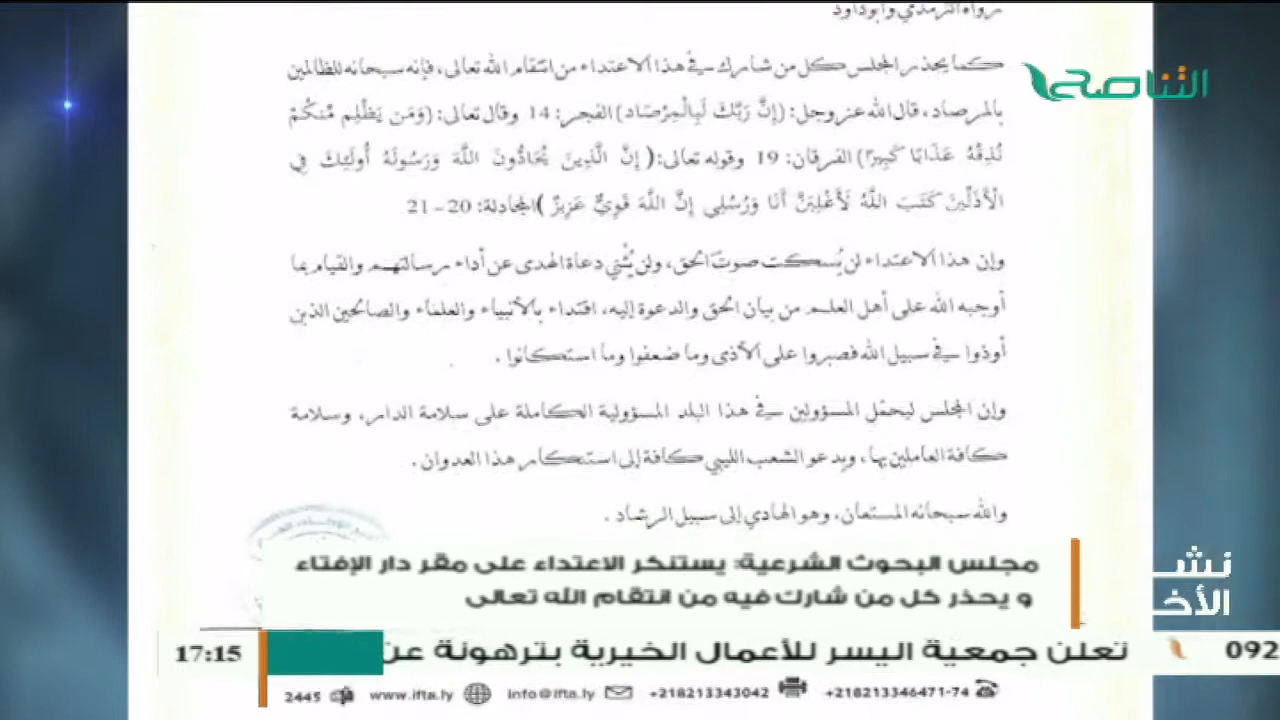 رواه الترمذي وأبوداود
كما يحذر المجلس كل من شارك في هذا الاعتداء من انتقام الله تعالى، فإنه سبحانه للظالمين
بالمرصاد، قال الله عز وجل: (إِنَّ رَبَّكَ لَبِالْمِرْصَادِ) الفجر: 14 وقال تعالى: (وَمَن يَظْلِم مِّنكُمْ
نُذِقْهُ عَذَابًا كَبِيرًا) الفرقان: 19 وقوله تعالى: ( إِنَّ الَّذِينَ يُحَادُّونَ اللَّهَ وَرَسُولَهُ أُولَئِكَ فِي
الْأَذَلِّينَ كَتَبَ اللَّهُ لَأَغْلِبَنَّ أَنَا وَرُسُلِي إِنَّ اللَّهَ قَوِيٌّ عَزِيزٌ )المجادلة: 20-21
وإن هذا الاعتداء لن يُسكت صوت الحق، ولن يُثني دعاة الهدى عن أداء رسالتهم والقيام بما
أوجبه الله على أهل العلم من بيان الحق والدعوة إليه، اقتداء بالأنبياء والعلماء والصالحين الذين
أوذوا في سبيل الله فصبروا على الأذى وما ضعفوا وما استكانوا .
وإن المجلس ليحمّل المسؤولين في هذا البلد المسؤولية الكاملة على سلامة الدار، وسلامة
كافة العاملين بها، ويدعو الشعب الليبي كافة إلى استنكار هذا العدوان .
والله سبحانه المستعان، وهو الهادي إلى سبيل الرشاد .
التناصح
مجلس البحوث الشرعية: يستنكر الاعتداء على مقر دار الإفتاء
و يحذر كل من شارك فيه من انتقام الله تعالى
نشـ
الأخـ
092 تعلن جمعية اليسر للأعمال الخيرية بترهونة عن 17:15
+218213346471-74 +218213343042 info@ifta.ly www.ifta.ly 2445